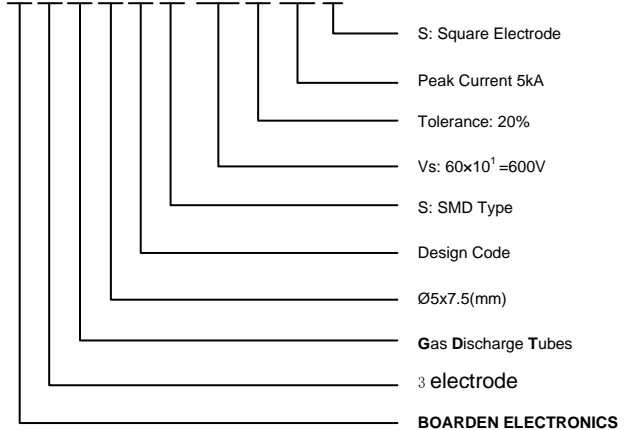 S: Square Electrode
Peak Current 5kA
Tolerance: 20%
Vs: 60×10¹ =600V
S: SMD Type
Design Code
Ø5x7.5(mm)
Gas Discharge Tubes
3 electrode
BOARDEN ELECTRONICS